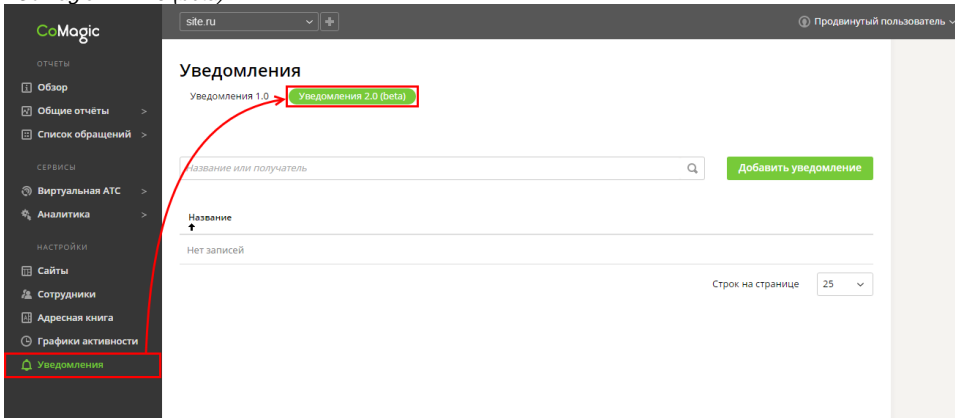 CoMagic
site.ru
Продвинутый пользователь
ОТЧЕТЫ
Обзор
Общие отчёты
Список обращений
СЕРВИСЫ
Виртуальная АТС
Аналитика
НАСТРОЙКИ
Сайты
Сотрудники
Адресная книга
Графики активности
Уведомления
Уведомления
Уведомления 1.0
Уведомления 2.0 (beta)
Название или получатель
Добавить уведомление
Название
Нет записей
Строк на странице
25